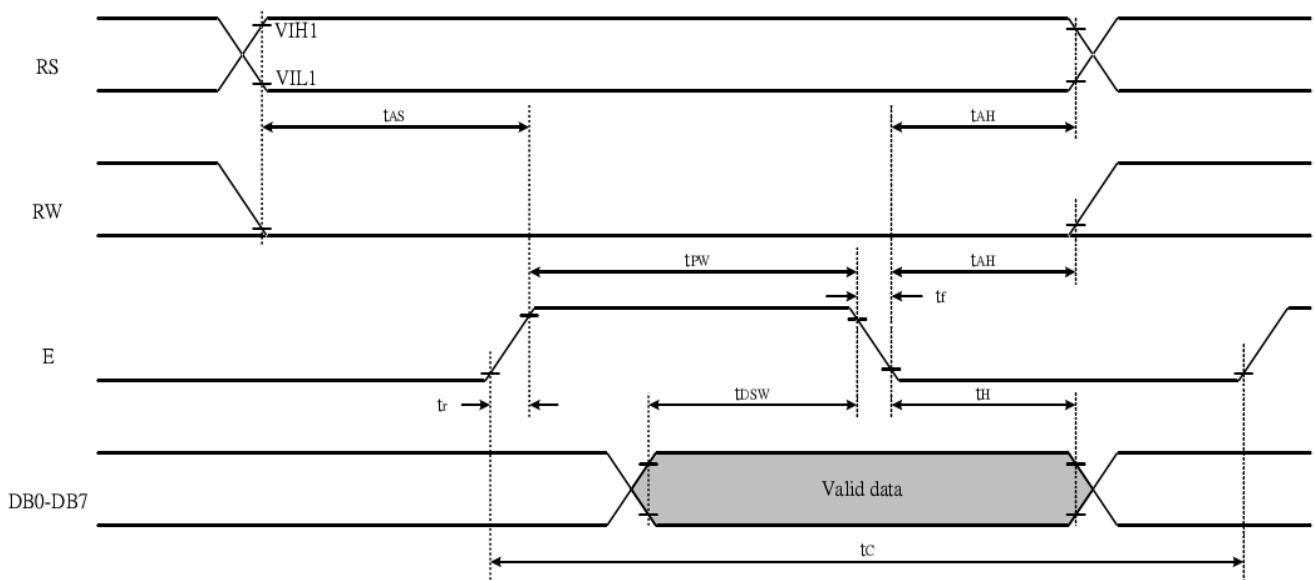 VIH1
RS
VIL1
tAS
tAH
RW
tPW
tAH
tf
E
tr
tDSW
tH
DB0-DB7
Valid data
tC